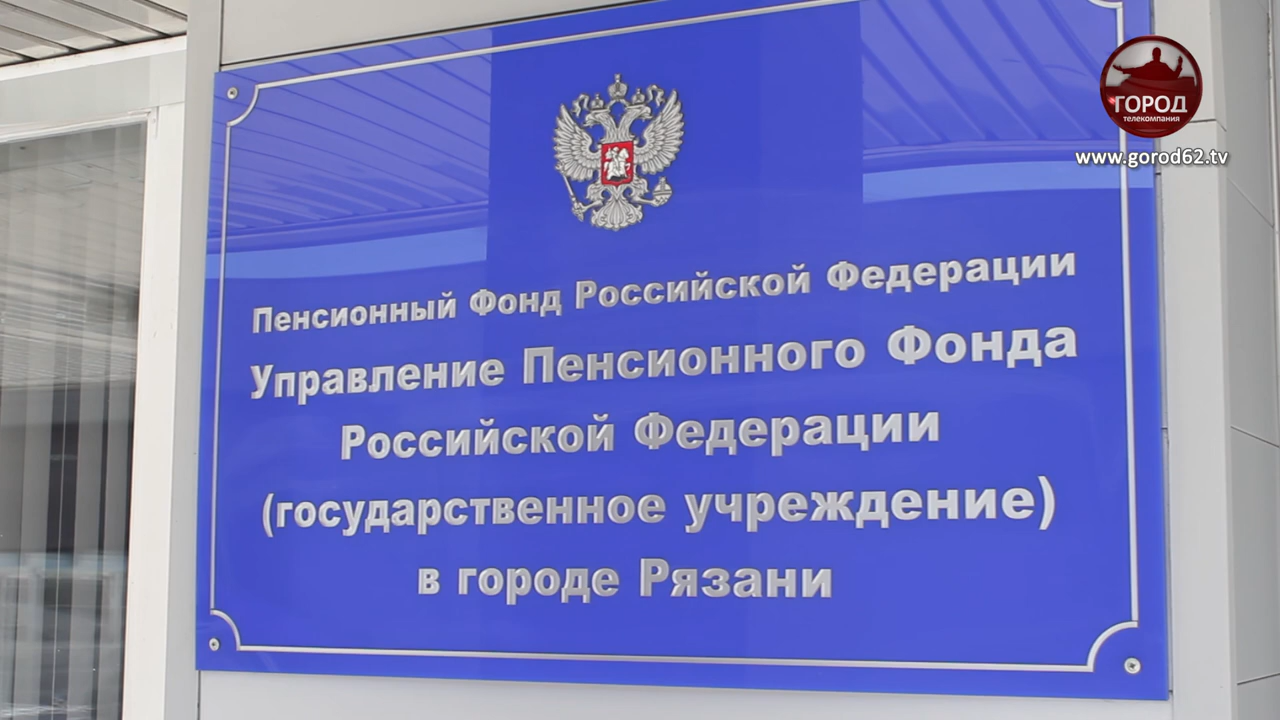 ГОРОД
телекомпания
www.gorod62.tv
Пенсионный Фонд Российской Федерации
Управление Пенсионного Фонда
Российской Федерации
(государственное учреждение)
в городе Рязани